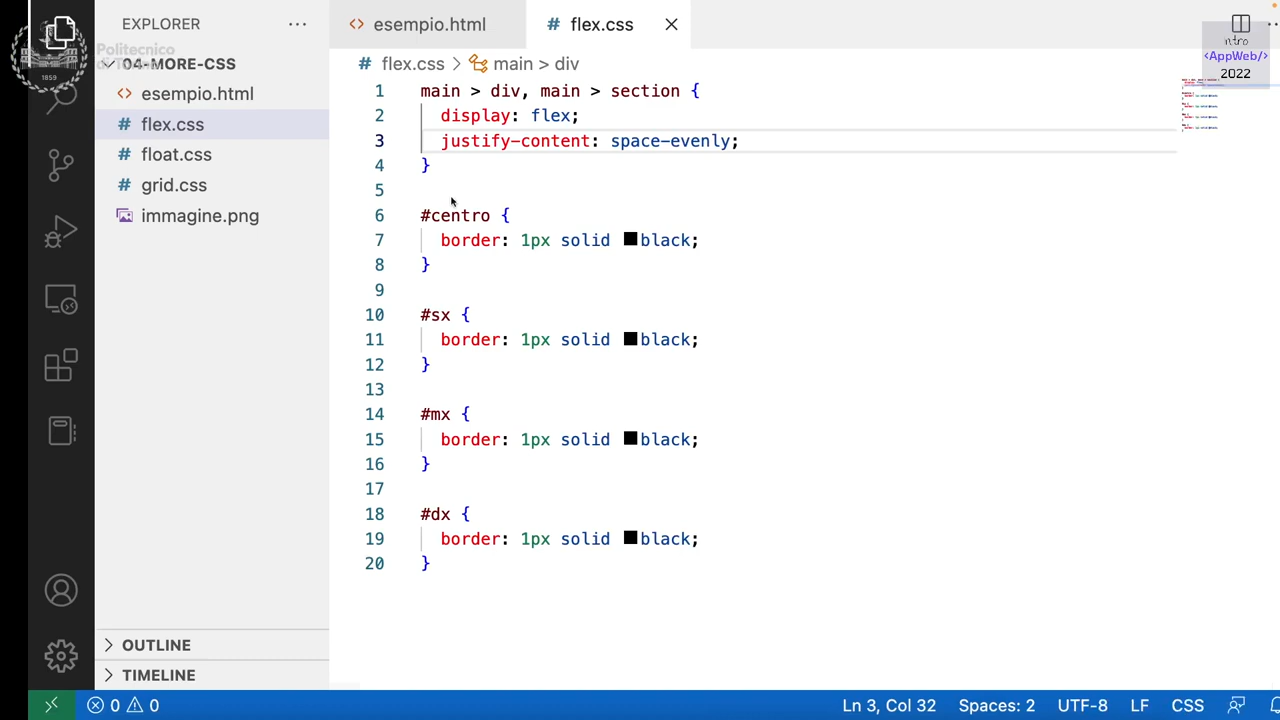 EXPLORER
esempio.html
# flex.css
Politecnico
1859
04-MORE-CSS
# flex.css > main > div
ntro
<AppWeb/>
2022
esempio.html
# flex.css
# float.css
# grid.css
immagine.png
1 main > div, main > section {
2 display: flex;
3 justify-content: space-evenly;
4 }
5
6 #centro {
7 border: 1px solid black;
8 }
9
10 #sx {
11 border: 1px solid black;
12 }
13
14 #mx {
15 border: 1px solid black;
16 }
17
18 #dx {
19 border: 1px solid black;
20 }
OUTLINE
TIMELINE
0 0
Ln 3, Col 32 Spaces: 2 UTF-8 LF CSS